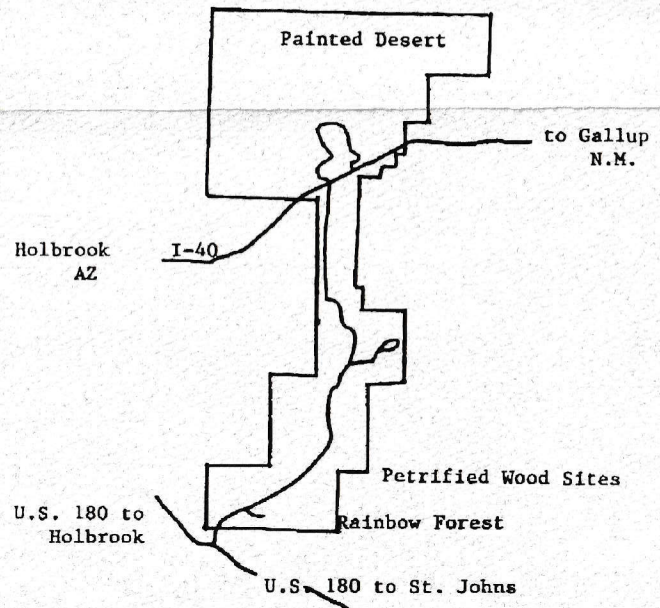 Painted Desert
to Gallup
N.M.
Holbrook
AZ
I-40
Petrified Wood Sites
Rainbow Forest
U.S. 180 to
Holbrook
U.S. 180 to St. Johns